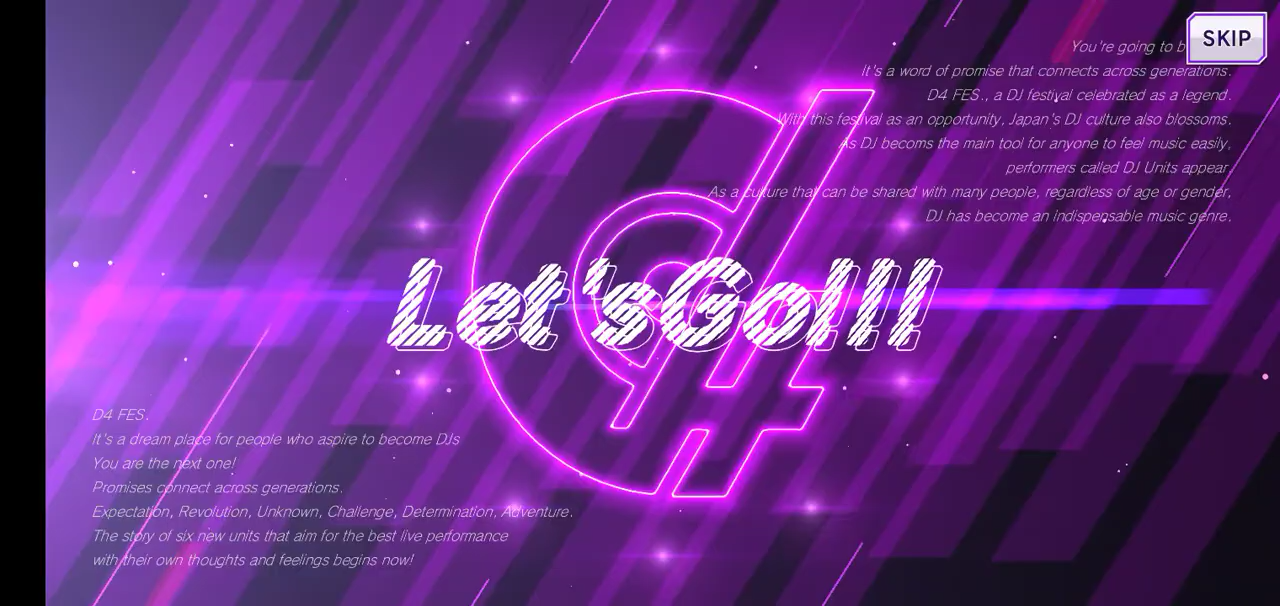 SKIP
You're going to b
It's a word of promise that connects across generations.
D4 FES., a DJ festival celebrated as a legend.
With this festival as an opportunity, Japan's DJ culture also blossoms.
As DJ becoms the main tool for anyone to feel music easily,
performers called DJ Units appear.
As a culture that can be shared with many people, regardless of age or gender,
DJ has become an indispensable music genre.
Let'sGo!!!
D4 FES.
It's a dream place for people who aspire to become DJs
You are the next one!
Promises connect across generations.
Expectation, Revolution, Unknown, Challenge, Determination, Adventure.
The story of six new units that aim for the best live performance
with their own thoughts and feelings begins now!